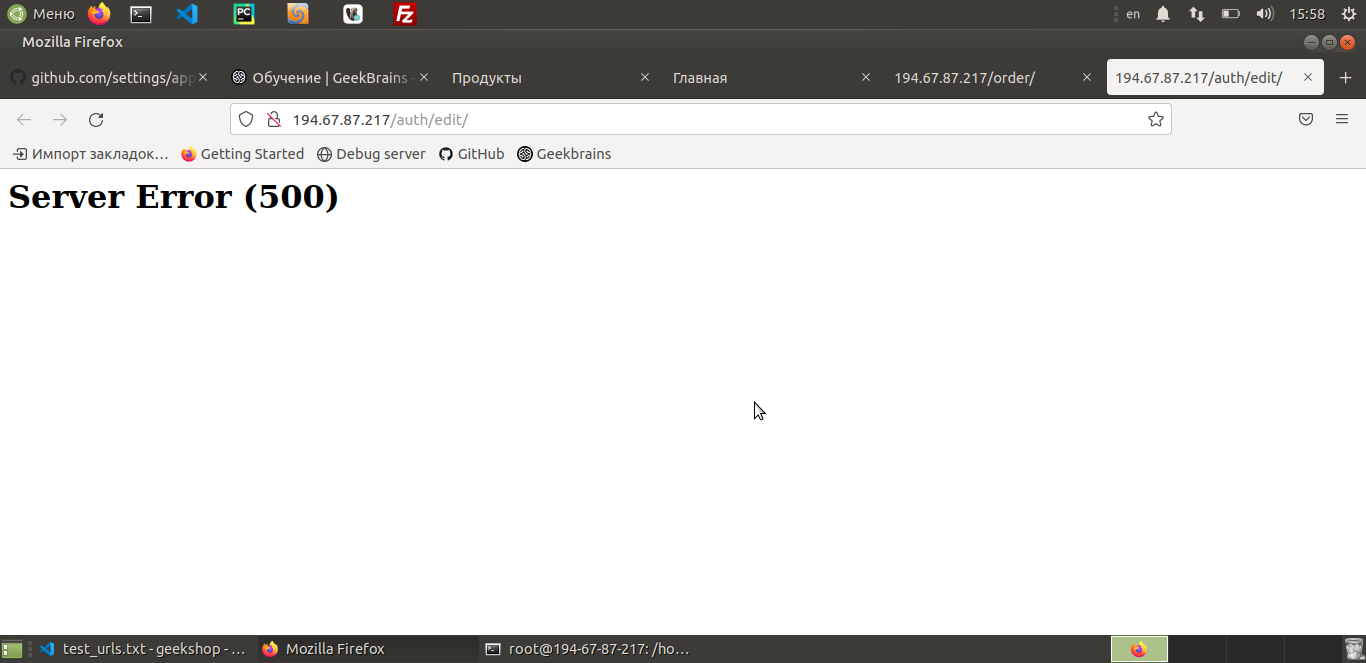 Меню
en
15:58
Mozilla Firefox
github.com/settings/app
Обучение | GeekBrains -
Продукты
Главная
194.67.87.217/order/
194.67.87.217/auth/edit/
194.67.87.217/auth/edit/
Импорт закладок…
Getting Started
Debug server
GitHub
Geekbrains
Server Error (500)
test_urls.txt - geekshop - …
Mozilla Firefox
root@194-67-87-217: /ho…